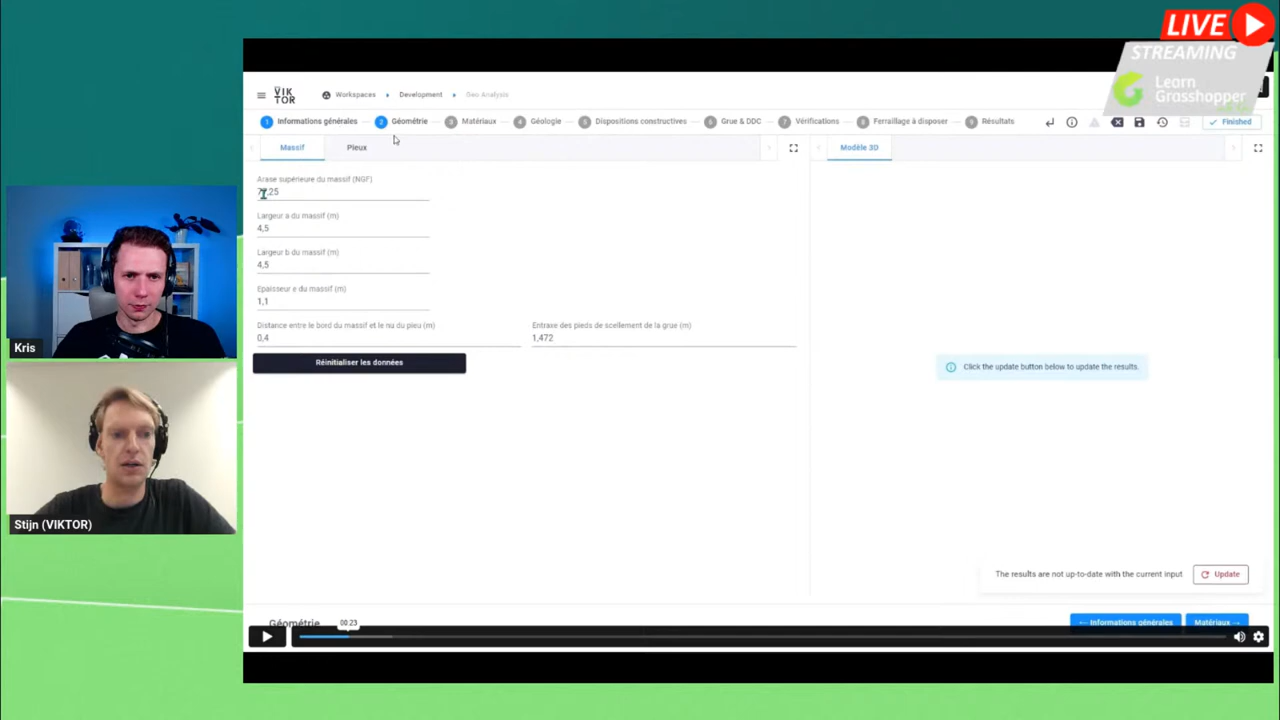 LIVE
STREAMING
Learn
Grasshopper
VIKTOR
Workspaces
Development
Geo Analysis
1 Informations générales
2 Géométrie
3 Matériaux
4 Géologie
5 Dispositions constructives
6 Grue & DDC
7 Vérifications
8 Ferraillage à disposer
9 Résultats
Finished
Massif
Pieux
Modèle 3D
Arase supérieure du massif (NGF)
Largeur a du massif (m)
4,5
Largeur b du massif (m)
4,5
Epaisseur e du massif (m)
1,1
Distance entre le bord du massif et le nu du pieu (m)
0,4
Entraxe des pieds de scellement de la grue (m)
1,472
Réinitialiser les données
Click the update button below to update the results.
The results are not up-to-date with the current input
Update
Géométrie
← Informations générales
Matériaux →
00:23
Kris
Stijn (VIKTOR)